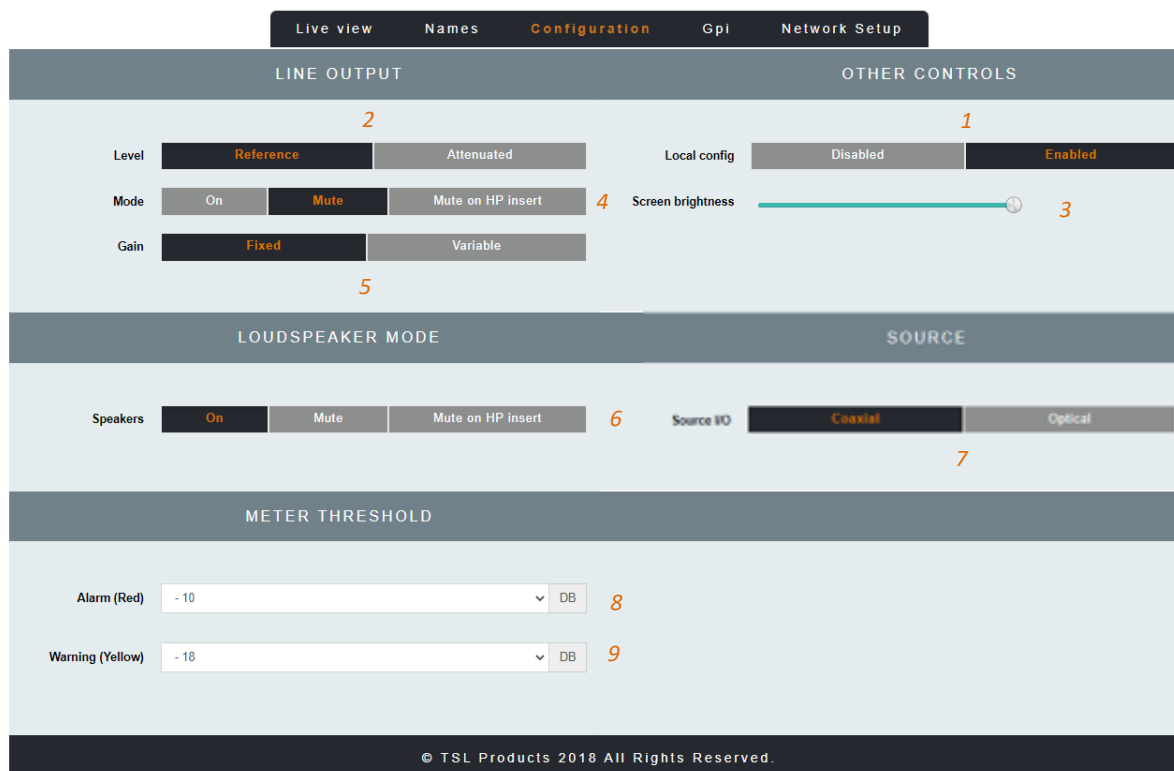 Live view Names Configuration Gpi Network Setup
LINE OUTPUT
2
Level Reference Attenuated
Mode On Mute Mute on HP insert 4
Gain Fixed Variable
5
OTHER CONTROLS
1
Local config Disabled Enabled
Screen brightness 3
LOUDSPEAKER MODE
Speakers On Mute Mute on HP insert 6
SOURCE
Source I/O Coaxial Optical
7
METER THRESHOLD
Alarm (Red) - 10 DB 8
Warning (Yellow) - 18 DB 9
© TSL Products 2018 All Rights Reserved.